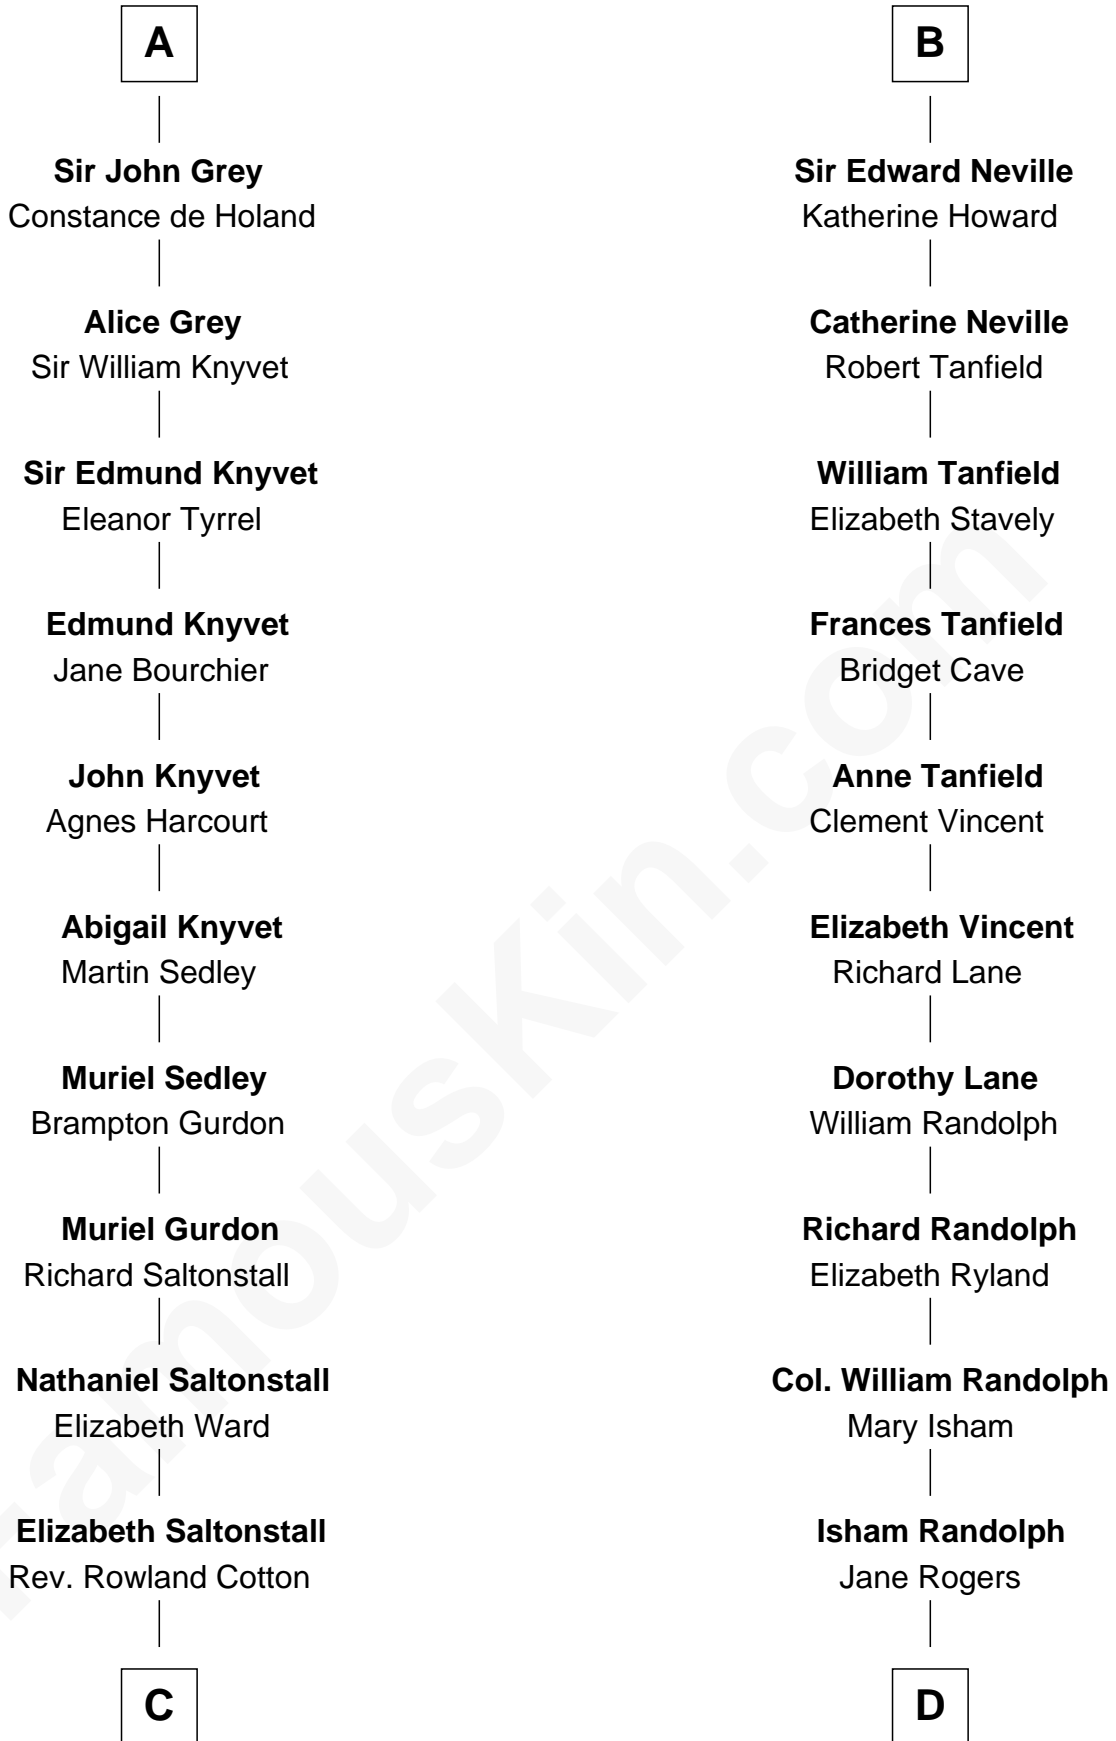 A
Sir John Grey
Constance de Holand
Alice Grey
Sir William Knyvet
Sir Edmund Knyvet
Eleanor Tyrrel
Edmund Knyvet
Jane Bourchier
John Knyvet
Agnes Harcourt
Abigail Knyvet
Martin Sedley
Muriel Sedley
Brampton Gurdon
Muriel Gurdon
Richard Saltonstall
Nathaniel Saltonstall
Elizabeth Ward
Elizabeth Saltonstall
Rev. Rowland Cotton
C
B
Sir Edward Neville
Katherine Howard
Catherine Neville
Robert Tanfield
William Tanfield
Elizabeth Stavely
Frances Tanfield
Bridget Cave
Anne Tanfield
Clement Vincent
Elizabeth Vincent
Richard Lane
Dorothy Lane
William Randolph
Richard Randolph
Elizabeth Ryland
Col. William Randolph
Mary Isham
Isham Randolph
Jane Rogers
D
FamousKin.com